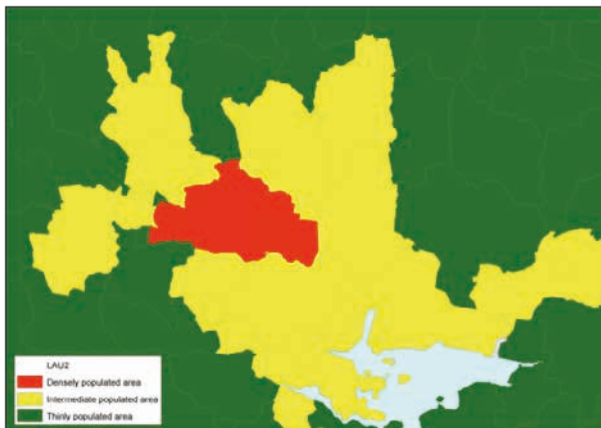 LAU2
Densely populated area
Intermediate populated area
Thinly populated area